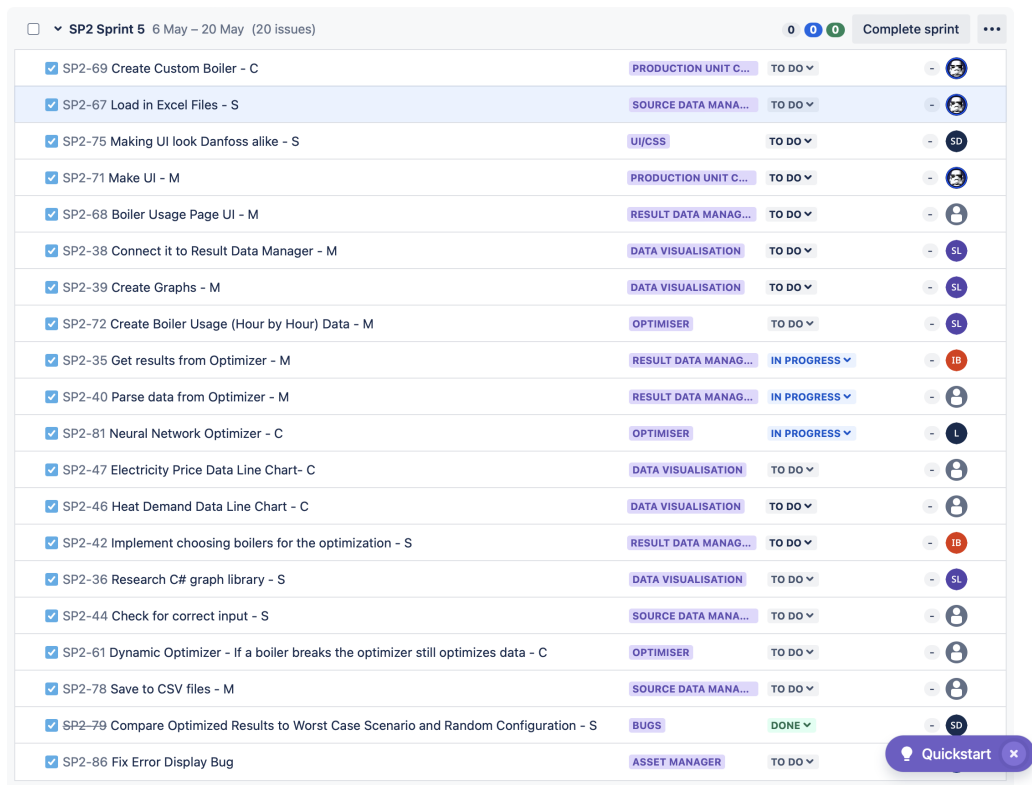 SP2 Sprint 5 6 May – 20 May (20 issues) 0 0 0 Complete sprint
SP2-69 Create Custom Boiler - C PRODUCTION UNIT C... TO DO -
SP2-67 Load in Excel Files - S SOURCE DATA MANA... TO DO -
SP2-75 Making UI look Danfoss alike - S UI/CSS TO DO - SD
SP2-71 Make UI - M PRODUCTION UNIT C... TO DO -
SP2-68 Boiler Usage Page UI - M RESULT DATA MANAG... TO DO -
SP2-38 Connect it to Result Data Manager - M DATA VISUALISATION TO DO - SL
SP2-39 Create Graphs - M DATA VISUALISATION TO DO - SL
SP2-72 Create Boiler Usage (Hour by Hour) Data - M OPTIMISER TO DO - SL
SP2-35 Get results from Optimizer - M RESULT DATA MANAG... IN PROGRESS - IB
SP2-40 Parse data from Optimizer - M RESULT DATA MANAG... IN PROGRESS -
SP2-81 Neural Network Optimizer - C OPTIMISER IN PROGRESS - L
SP2-47 Electricity Price Data Line Chart- C DATA VISUALISATION TO DO -
SP2-46 Heat Demand Data Line Chart - C DATA VISUALISATION TO DO -
SP2-42 Implement choosing boilers for the optimization - S RESULT DATA MANAG... TO DO - IB
SP2-36 Research C# graph library - S DATA VISUALISATION TO DO - SL
SP2-44 Check for correct input - S SOURCE DATA MANA... TO DO -
SP2-61 Dynamic Optimizer - If a boiler breaks the optimizer still optimizes data - C OPTIMISER TO DO -
SP2-78 Save to CSV files - M SOURCE DATA MANA... TO DO -
SP2-79 Compare Optimized Results to Worst Case Scenario and Random Configuration - S BUGS DONE - SD
SP2-86 Fix Error Display Bug ASSET MANAGER TO DO
Quickstart